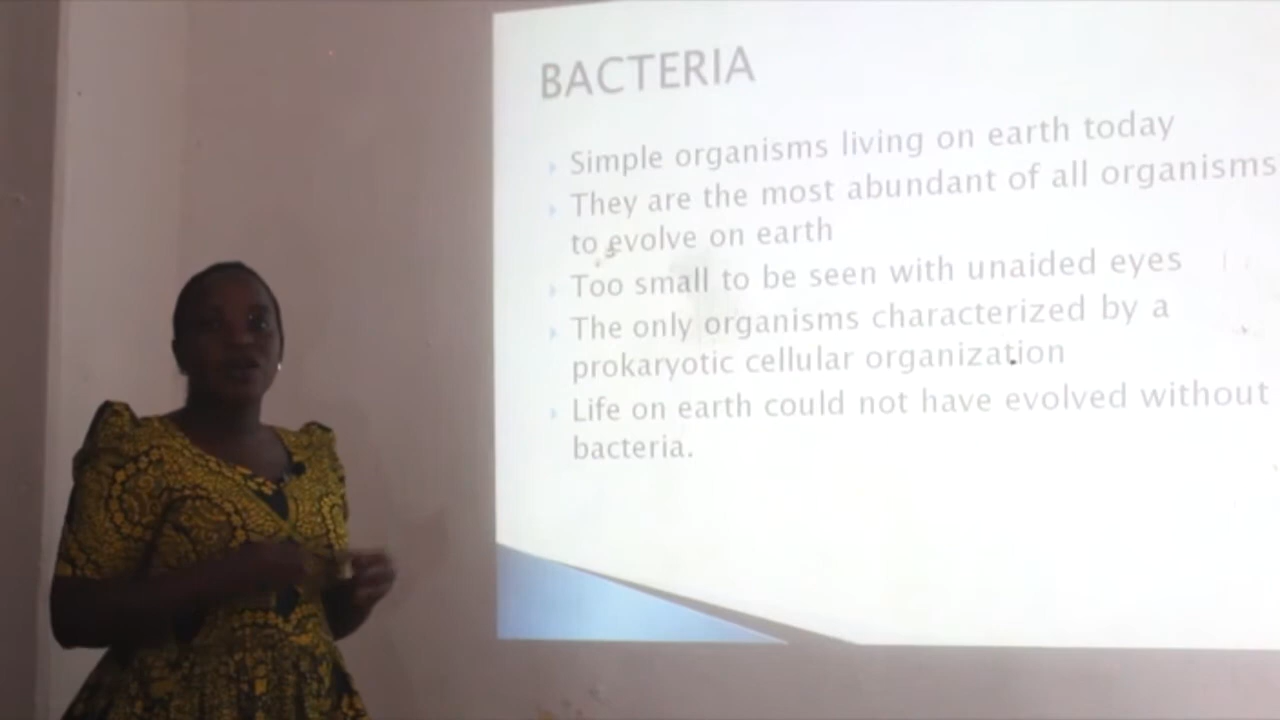 BACTERIA
Simple organisms living on earth today
They are the most abundant of all organisms
to evolve on earth
Too small to be seen with unaided eyes
The only organisms characterized by a
prokaryotic cellular organization
Life on earth could not have evolved without
bacteria.